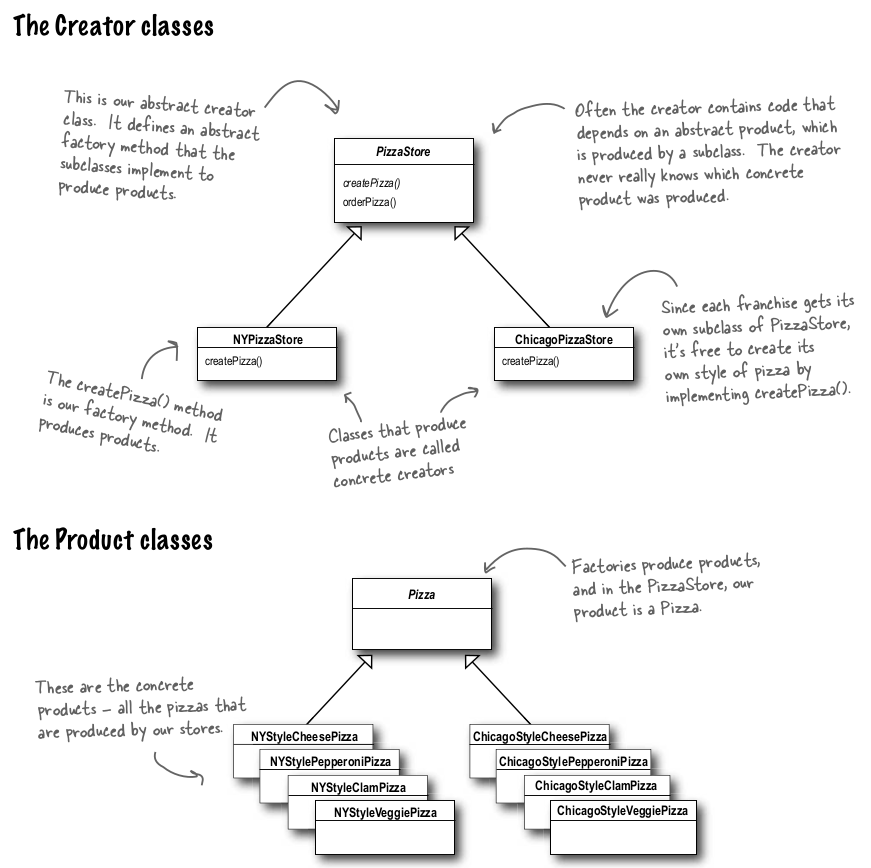 The Creator classes
This is our abstract creator
class. It defines an abstract
factory method that the
subclasses implement to
produce products.
Often the creator contains code that
depends on an abstract product, which
is produced by a subclass. The creator
never really knows which concrete
product was produced.
PizzaStore
createPizza()
orderPizza()
NYPizzaStore
createPizza()
ChicagoPizzaStore
createPizza()
Since each franchise gets its
own subclass of PizzaStore,
it's free to create its
own style of pizza by
implementing createPizza().
The createPizza() method
is our factory method. It
produces products.
Classes that produce
products are called
concrete creators
The Product classes
Pizza
Factories produce products,
and in the PizzaStore, our
product is a Pizza.
These are the concrete
products – all the pizzas that
are produced by our stores.
NYStyleCheesePizza
NYStylePepperoniPizza
NYStyleClamPizza
NYStyleVeggiePizza
ChicagoStyleCheesePizza
ChicagoStylePepperoniPizza
ChicagoStyleClamPizza
ChicagoStyleVeggiePizza